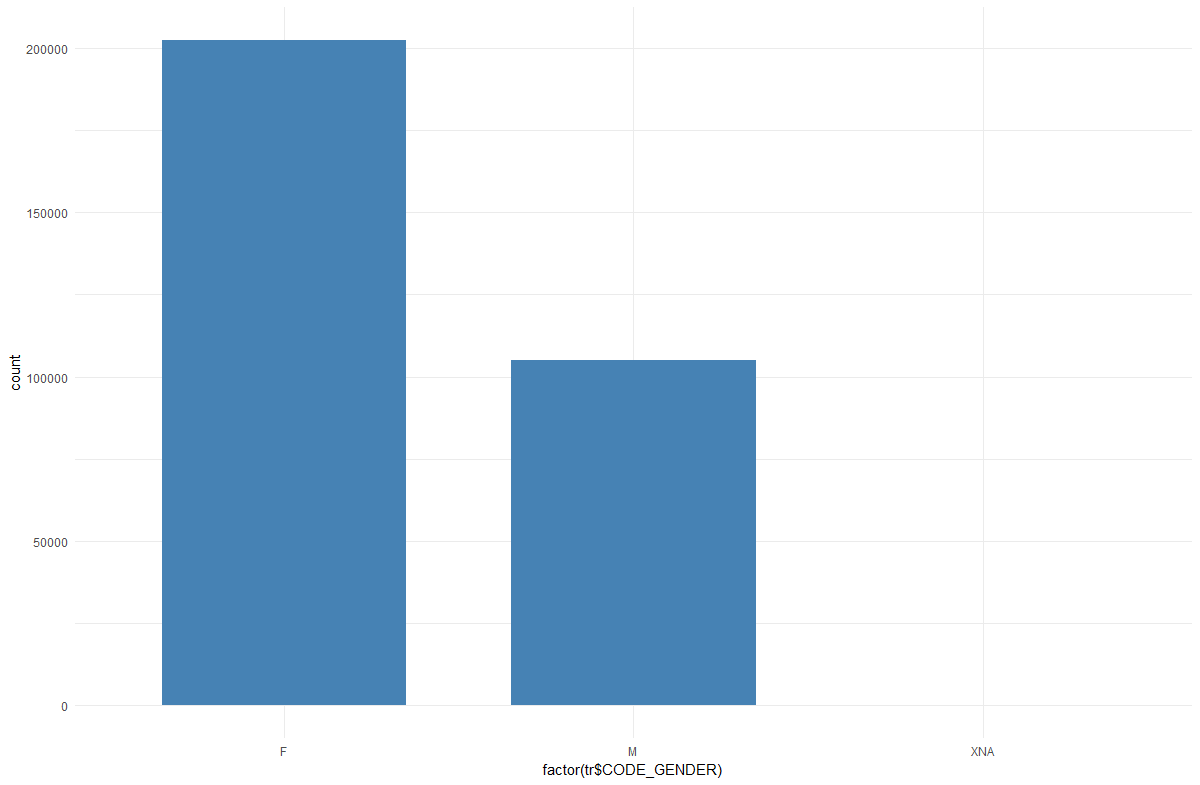 200000
150000
100000
50000
0
count
F
M
XNA
factor(tr$CODE_GENDER)